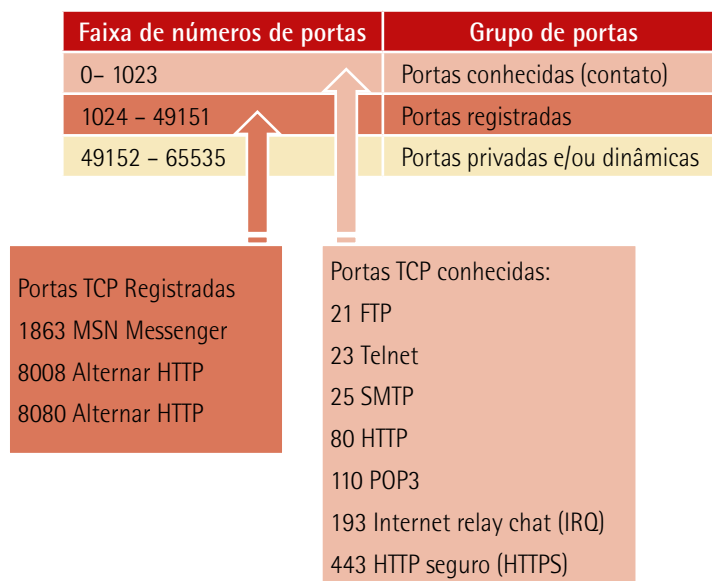 Faixa de números de portas Grupo de portas
0– 1023 Portas conhecidas (contato)
1024 – 49151 Portas registradas
49152 – 65535 Portas privadas e/ou dinâmicas
Portas TCP Registradas
1863 MSN Messenger
8008 Alternar HTTP
8080 Alternar HTTP
Portas TCP conhecidas:
21 FTP
23 Telnet
25 SMTP
80 HTTP
110 POP3
193 Internet relay chat (IRQ)
443 HTTP seguro (HTTPS)